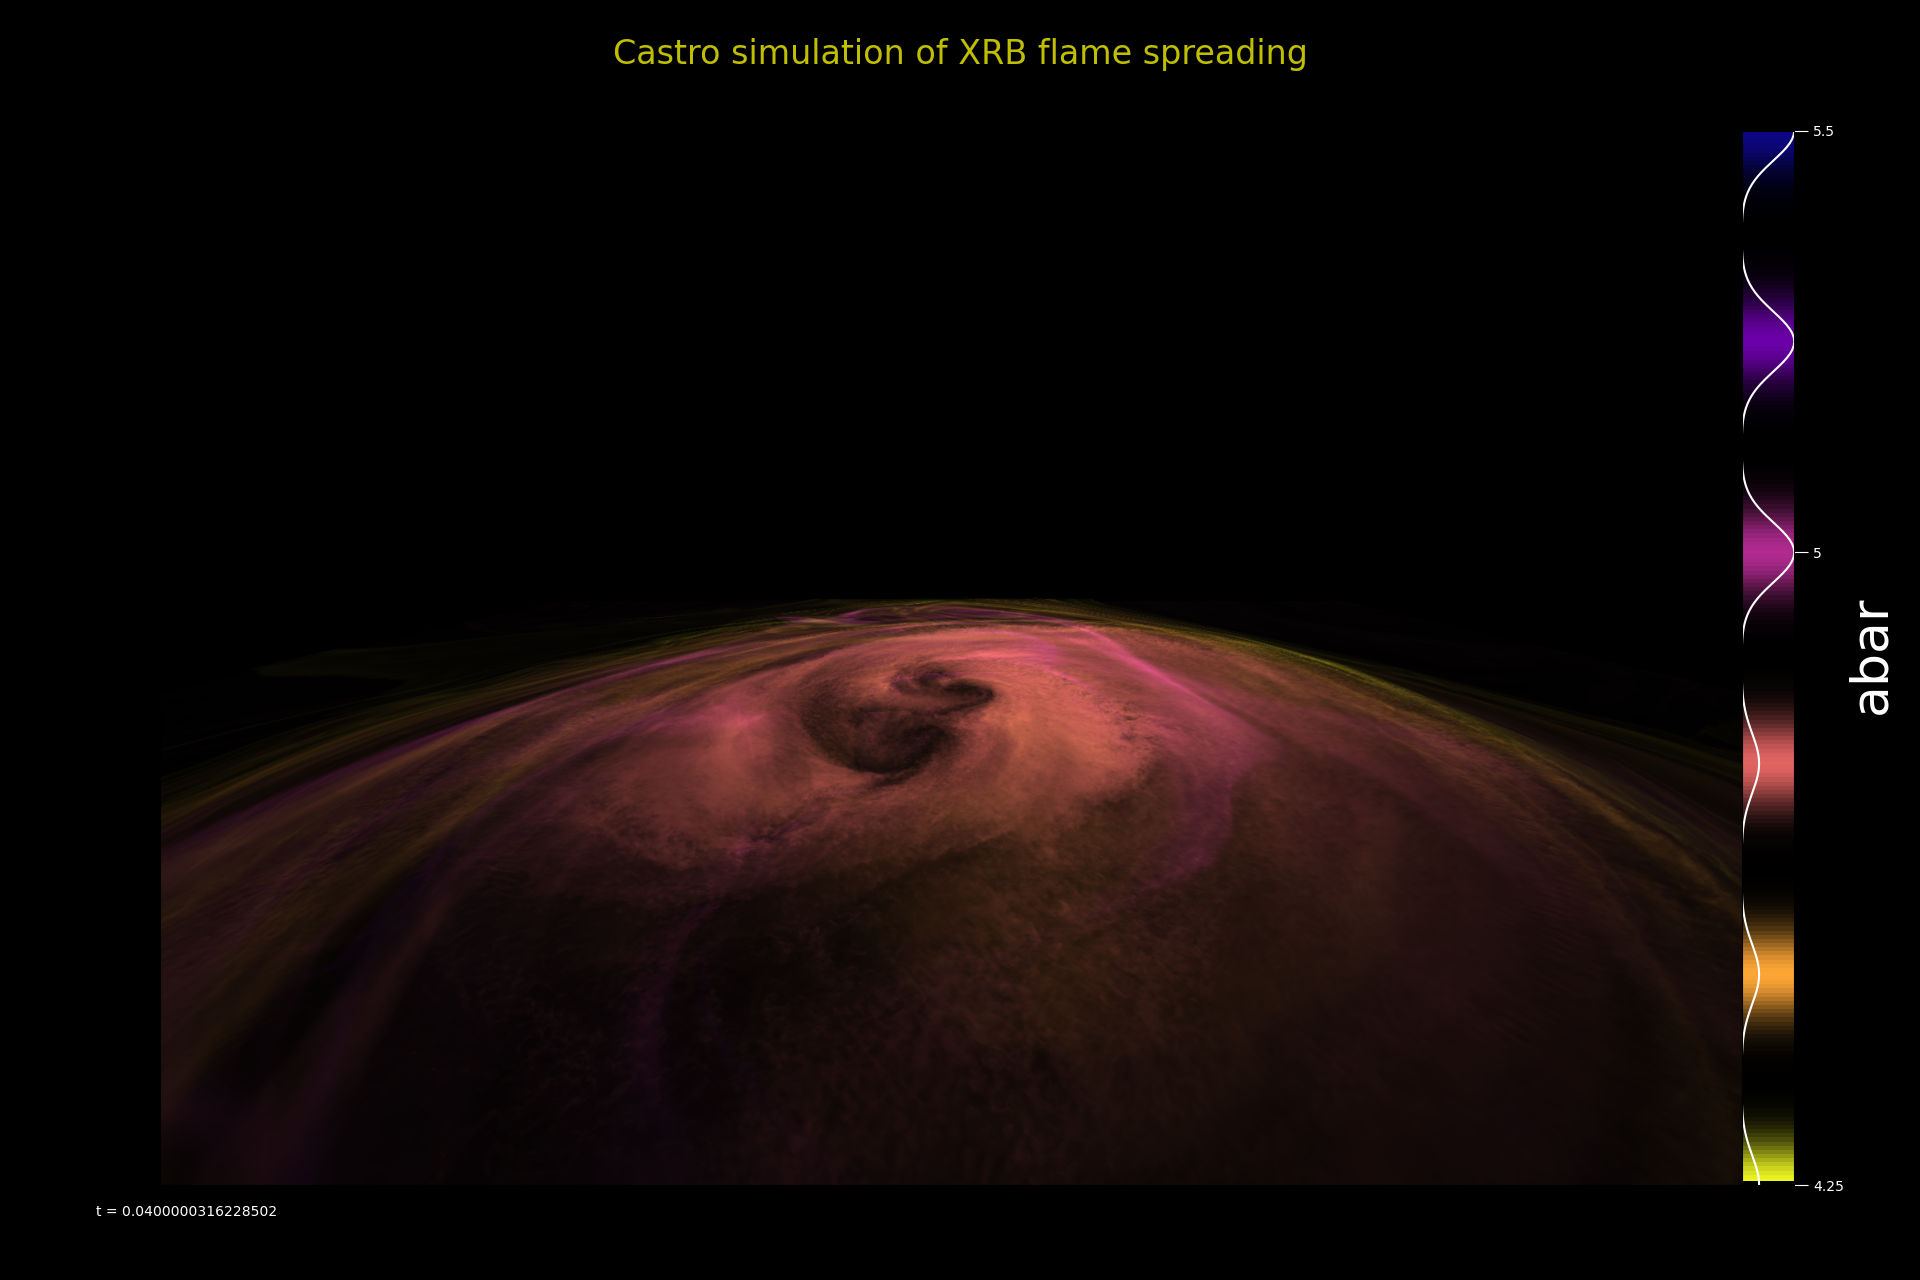 Castro simulation of XRB flame spreading
5.5
5
abar
4.25
t = 0.0400000316228502